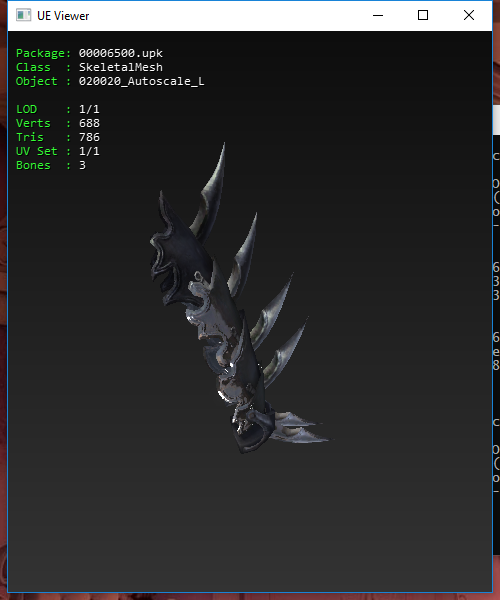 UE Viewer
Package: 00006500.upk
Class : SkeletalMesh
Object : 020020_Autoscale_L
LOD : 1/1
Verts : 688
Tris : 786
UV Set : 1/1
Bones : 3